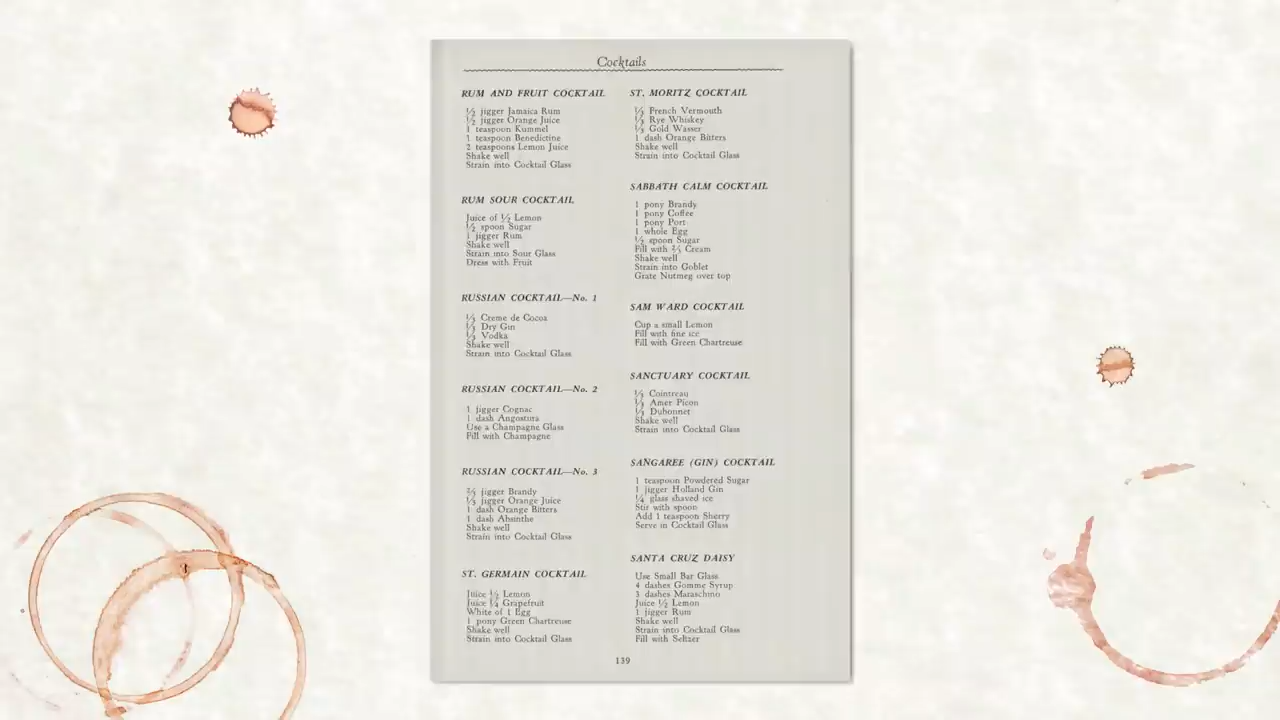 Cocktails
RUM AND FRUIT COCKTAIL
½ jigger Jamaica Rum
½ jigger Orange Juice
1 teaspoon Kummel
1 teaspoon Benedictine
2 teaspoons Lemon Juice
Shake well
Strain into Cocktail Glass
RUM SOUR COCKTAIL
Juice of ½ Lemon
½ spoon Sugar
1 jigger Rum
Shake well
Strain into Sour Glass
Dress with Fruit
RUSSIAN COCKTAIL—No. 1
⅓ Creme de Cocoa
⅓ Dry Gin
⅓ Vodka
Shake well
Strain into Cocktail Glass
RUSSIAN COCKTAIL—No. 2
1 jigger Cognac
1 dash Angostura
Use a Champagne Glass
Fill with Champagne
RUSSIAN COCKTAIL—No. 3
⅔ jigger Brandy
⅓ jigger Orange Juice
1 dash Orange Bitters
1 dash Absinthe
Shake well
Strain into Cocktail Glass
ST. GERMAIN COCKTAIL
Juice ½ Lemon
Juice ¼ Grapefruit
White of 1 Egg
1 pony Green Chartreuse
Shake well
Strain into Cocktail Glass
ST. MORITZ COCKTAIL
⅓ French Vermouth
⅓ Rye Whiskey
⅓ Gold Wasser
1 dash Orange Bitters
Shake well
Strain into Cocktail Glass
SABBATH CALM COCKTAIL
1 pony Brandy
1 pony Coffee
1 pony Port
1 whole Egg
½ spoon Sugar
Fill with ⅔ Cream
Shake well
Strain into Goblet
Grate Nutmeg over top
SAM WARD COCKTAIL
Cup a small Lemon
Fill with fine ice
Fill with Green Chartreuse
SANCTUARY COCKTAIL
⅓ Cointreau
⅓ Amer Picon
⅓ Dubonnet
Shake well
Strain into Cocktail Glass
SANGAREE (GIN) COCKTAIL
1 teaspoon Powdered Sugar
1 jigger Holland Gin
¼ glass shaved ice
Stir with spoon
Add 1 teaspoon Sherry
Serve in Cocktail Glass
SANTA CRUZ DAISY
Use Small Bar Glass
4 dashes Gomme Syrup
3 dashes Maraschino
Juice ½ Lemon
1 jigger Rum
Shake well
Strain into Cocktail Glass
Fill with Seltzer
139